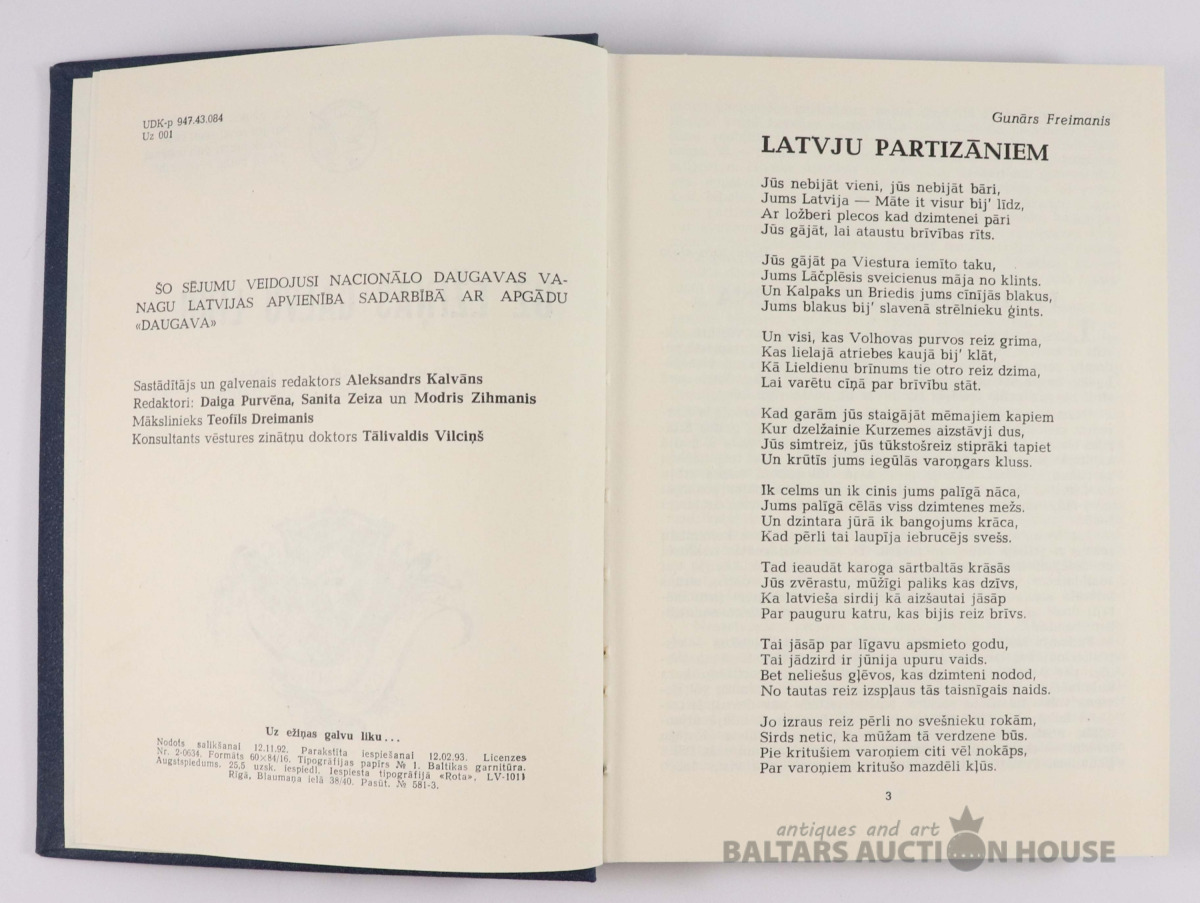 UDK-p 947.43.084
Uz 001
ŠO SĒJUMU VEIDOJUSI NACIONĀLO DAUGAVAS VA-
NAGU LATVIJAS APVIENĪBA SADARBĪBĀ AR APGĀDU
«DAUGAVA»
Sastādītājs un galvenais redaktors Aleksandrs Kalvāns
Redaktori: Daiga Purvēna, Sanita Zeiza un Modris Zihmanis
Mākslinieks Teofils Dreimanis
Konsultants vēstures zinātņu doktors Tālivaldis Vilciņš
Uz ežiņas galvu liku...
Nodots salikšanai 12.11.92. Parakstīta iespiešanai 12.02.93. Licenzes
Nr. 2-0634. Formāts 60×84/16. Tipogrāfijas papīrs № 1. Baltikas garnitūra.
Augstspiedums. 25,5 uzsk. iespiedl. Iespiesta tipogrāfijā «Rota». LV-1011
Rīgā, Blaumaņa ielā 38/40. Pasūt. № 581-3.
Gunārs Freimanis
LATVJU PARTIZĀNIEM
Jūs nebijāt vieni, jūs nebijāt bāri,
Jums Latvija — Māte it visur bij' līdz,
Ar ložberi plecos kad dzimtenei pāri
Jūs gājāt, lai ataustu brīvības rīts.
Jūs gājāt pa Viestura iemīto taku,
Jums Lāčplēsis sveicienus māja no klints.
Un Kalpaks un Briedis jums cīnījās blakus,
Jums blakus bij' slavenā strēlnieku ģints.
Un visi, kas Volhovas purvos reiz grima,
Kas lielajā atriebes kaujā bij' klāt,
Kā Lieldienu brīnums tie otro reiz dzima,
Lai varētu cīņā par brīvību stāt.
Kad garām jūs staigājāt mēmajiem kapiem
Kur dzelžainie Kurzemes aizstāvji dus,
Jūs simtreiz, jūs tūkstošreiz stiprāki tapiet
Un krūtīs jums iegūlās varoņgars kluss.
Ik celms un ik cinis jums palīgā nāca,
Jums palīgā cēlās viss dzimtenes mežs.
Un dzintara jūrā ik bangojums krāca,
Kad pērli tai laupīja iebrucējs svešs.
Tad ieaudāt karoga sārtbaltās krāsās
Jūs zvērastu, mūžīgi paliks kas dzīvs,
Ka latvieša sirdij kā aizšautai jāsāp
Par pauguru katru, kas bijis reiz brīvs.
Tai jāsāp par līgavu apsmieto godu,
Tai jādzird ir jūnija upuru vaids.
Bet neliešus gļēvos, kas dzimteni nodod,
No tautas reiz izspļaus tās taisnīgais naids.
Jo izraus reiz pērli no svešnieku rokām,
Sirds netic, ka mūžam tā verdzene būs.
Pie kritušiem varoņiem citi vēl nokāps,
Par varoņiem kritušo mazdēli kļūs.
3
antiques and art
BALTARS AUCTION HOUSE